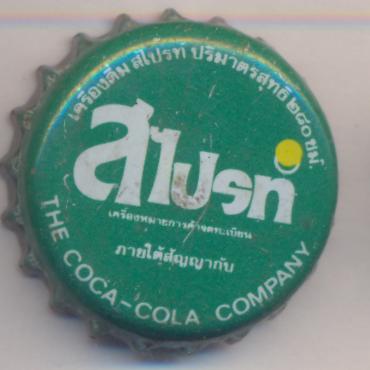 เครื่องดื่ม สไปรท์ ปริมาตรสุทธิ ๒๘๐ ซม.
สไปรท์
เครื่องหมายการค้าจดทะเบียน
ภายใต้สัญญากับ
THE COCA-COLA COMPANY